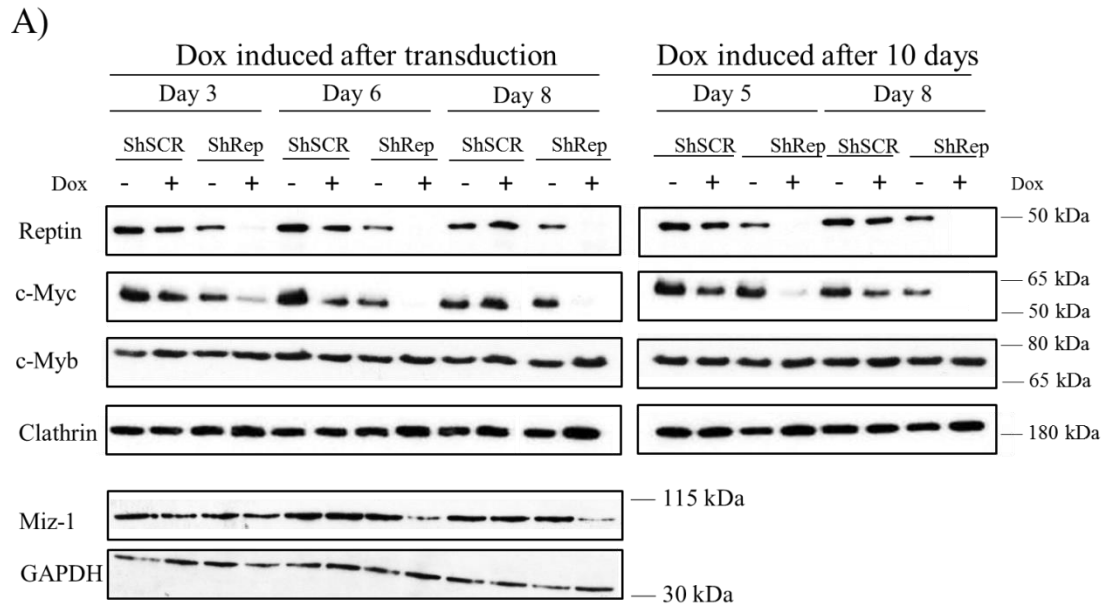 A)
Dox induced after transduction Dox induced after 10 days
Day 3 Day 6 Day 8 Day 5 Day 8
ShSCR ShRep ShSCR ShRep ShSCR ShRep ShSCR ShRep ShSCR ShRep
Dox - + - + - + - + - + - + - + - + - + - + Dox
Reptin — 50 kDa
c-Myc — 65 kDa
— 50 kDa
c-Myb — 80 kDa
— 65 kDa
Clathrin — 180 kDa
— 115 kDa
Miz-1
GAPDH
— 30 kDa